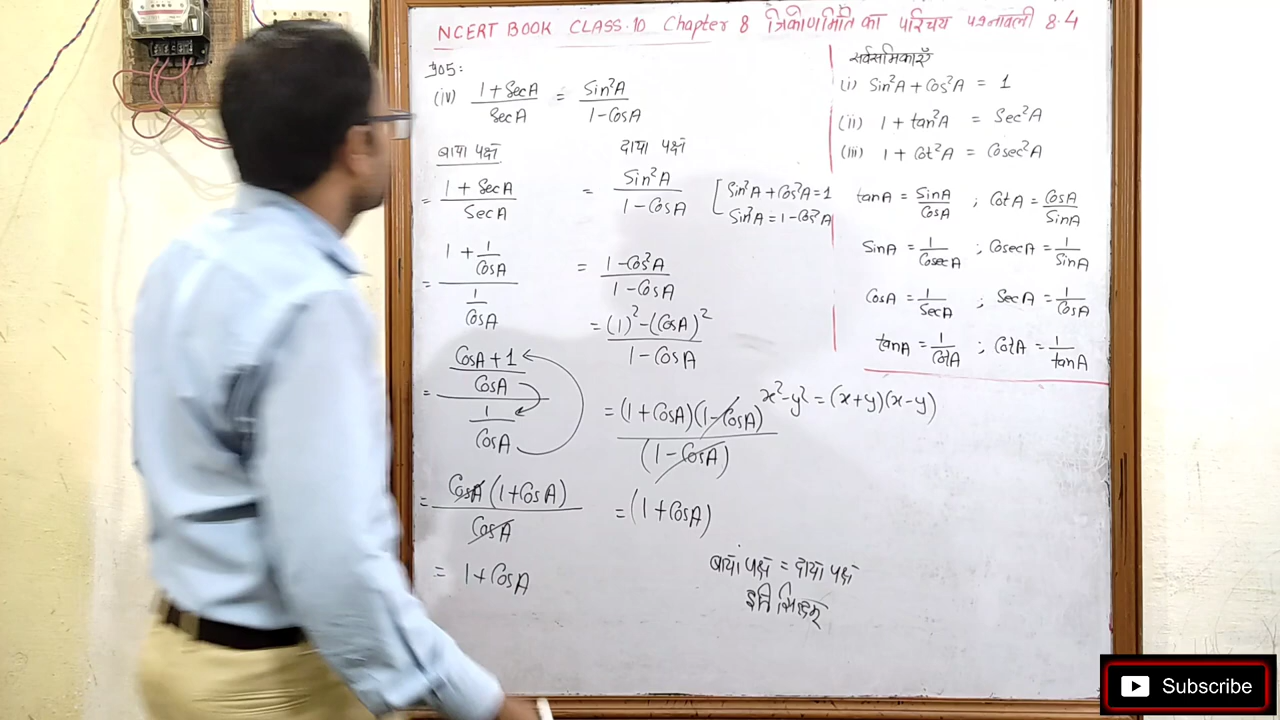 NCERT BOOK CLASS.10 Chapter 8 त्रिकोणमिति का परिचय प्रश्नावली 8.4
प्र05:
(iv) (1 + SecA)/SecA = Sin²A/(1 - CosA)
बाया पक्ष
= (1 + SecA)/SecA
= (1 + 1/CosA)/(1/CosA)
= ((CosA + 1)/CosA)/(1/CosA)
= CosA (1 + CosA)/CosA
= 1 + CosA
दाया पक्ष
= Sin²A/(1 - CosA) [Sin²A + Cos²A = 1
Sin²A = 1 - Cos²A
= (1 - Cos²A)/(1 - CosA)
= ((1)² - (CosA)²)/(1 - CosA)
x² - y² = (x+y)(x-y)
= (1 + CosA)(1 - CosA)/(1 - CosA)
= (1 + CosA)
बायां पक्ष = दाया पक्ष
इति सिद्धम्
सर्वसमिकाएँ
(i) Sin²A + Cos²A = 1
(ii) 1 + tan²A = Sec²A
(iii) 1 + Cot²A = Cosec²A
tanA = SinA/CosA ; CotA = CosA/SinA
SinA = 1/CosecA ; CosecA = 1/SinA
CosA = 1/SecA ; SecA = 1/CosA
tanA = 1/CotA ; CotA = 1/tanA
Subscribe